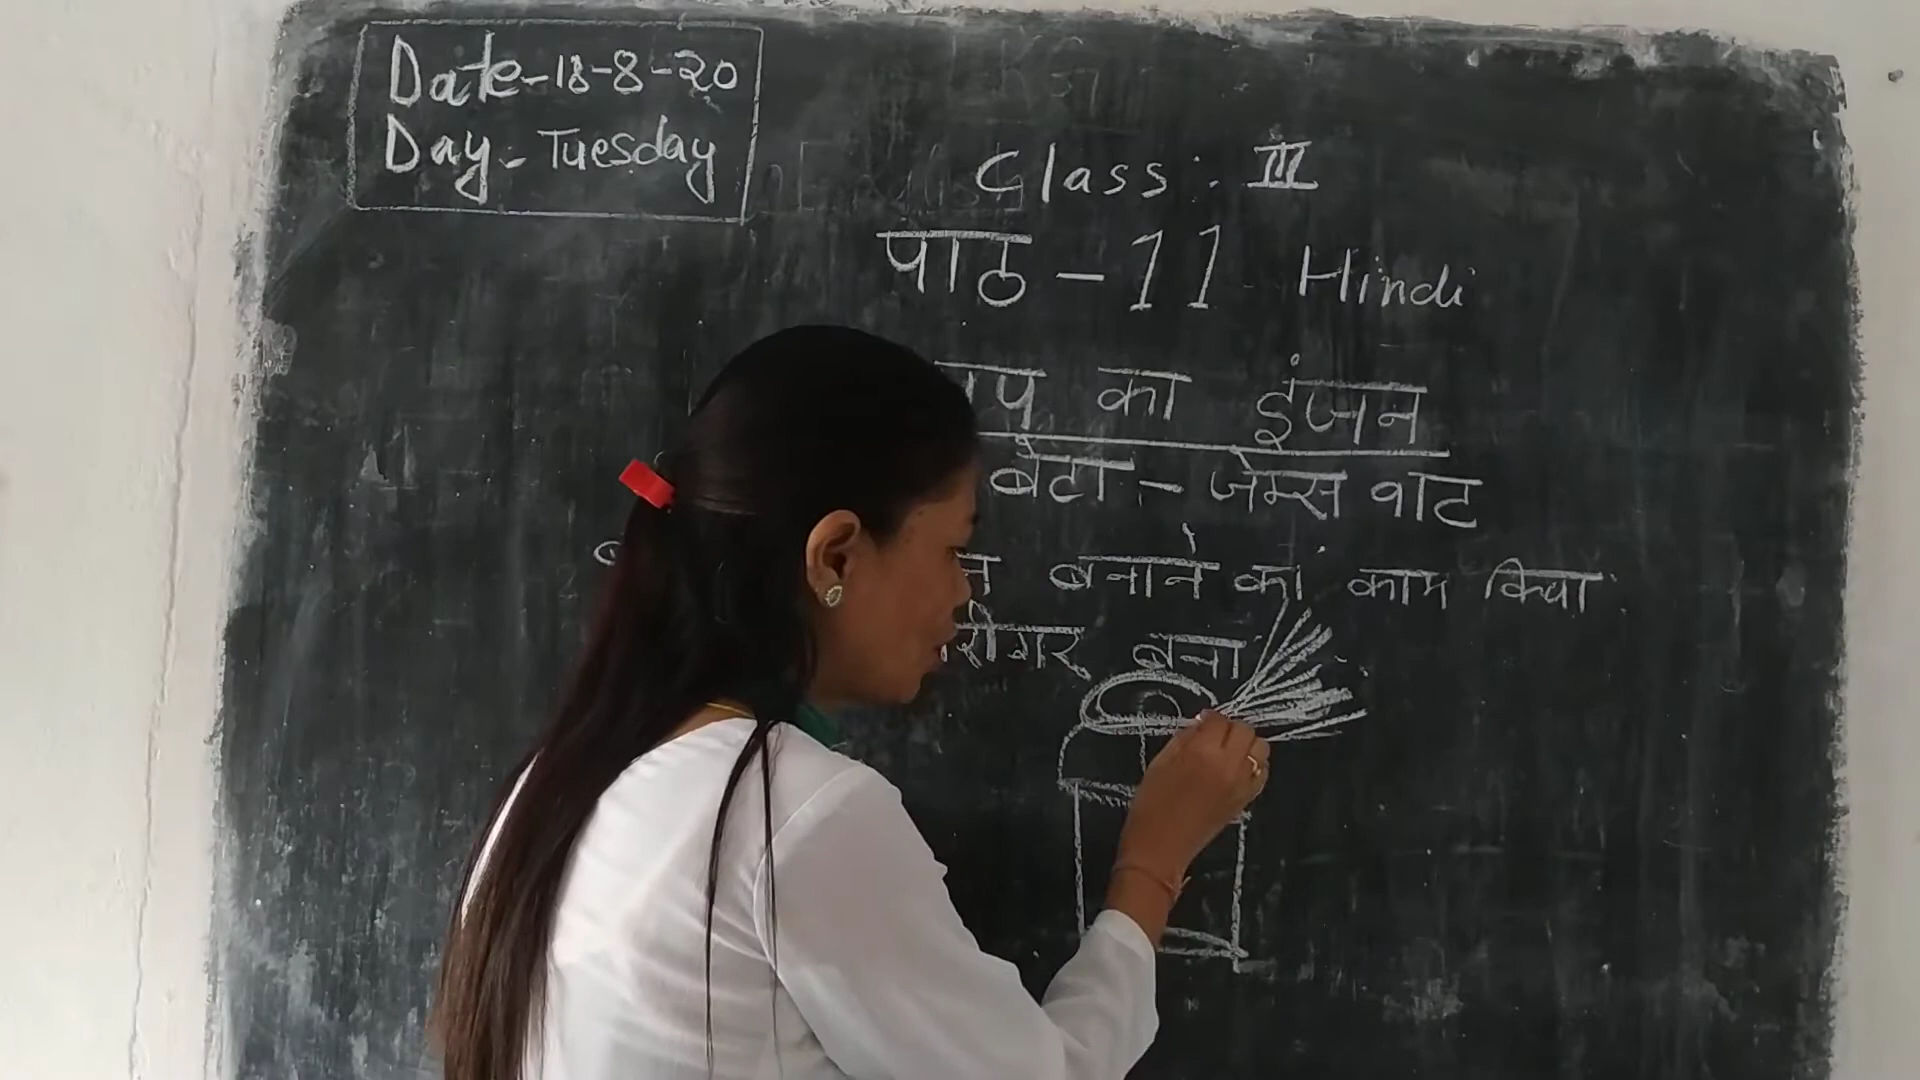 Date-18-8-20
Day-Tuesday
Class: III
पाठ-11 Hindi
का इंजन
बेटा-जेम्स वाट
बनाने का काम किया
बना